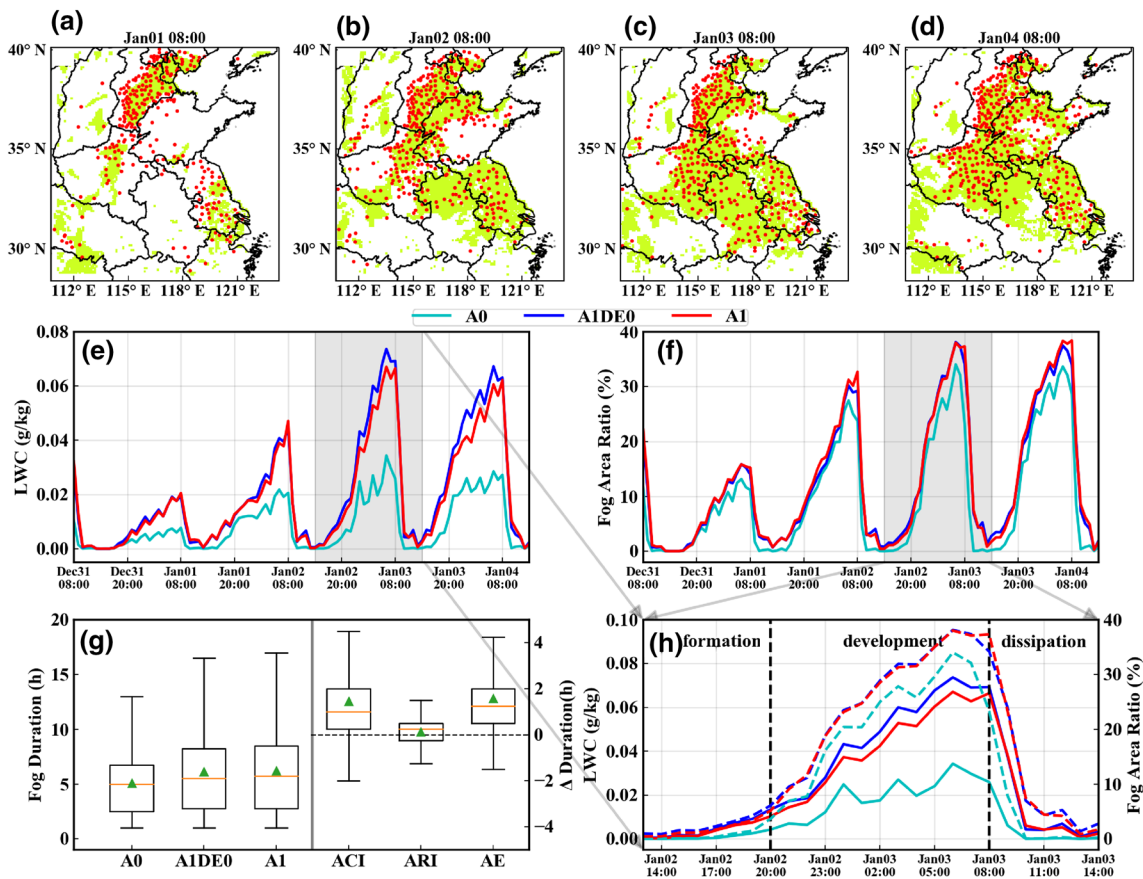 (a) Jan01 08:00
(b) Jan02 08:00
(c) Jan03 08:00
(d) Jan04 08:00
40° N 40° N 40° N 40° N
35° N 35° N 35° N 35° N
30° N 30° N 30° N 30° N
112° E 115° E 118° E 121° E 112° E 115° E 118° E 121° E 112° E 115° E 118° E 121° E 112° E 115° E 118° E 121° E
A0 A1DE0 A1
(e)
LWC (g/kg)
0.08
0.06
0.04
0.02
0.00
Dec31 Dec31 Jan01 Jan01 Jan02 Jan02 Jan03 Jan03 Jan04
08:00 20:00 08:00 20:00 08:00 20:00 08:00 20:00 08:00
(f)
Fog Area Ratio (%)
40
30
20
10
0
Dec31 Dec31 Jan01 Jan01 Jan02 Jan02 Jan03 Jan03 Jan04
08:00 20:00 08:00 20:00 08:00 20:00 08:00 20:00 08:00
(g)
Fog Duration (h)
20
15
10
5
0
4
2
0
−2
−4
Δ Duration(h)
A0 A1DE0 A1 ACI ARI AE
(h)
formation development dissipation
LWC (g/kg)
0.10
0.08
0.06
0.04
0.02
0.00
40
30
20
10
0
Fog Area Ratio (%)
Jan02 Jan02 Jan02 Jan02 Jan03 Jan03 Jan03 Jan03 Jan03
14:00 17:00 20:00 23:00 02:00 05:00 08:00 11:00 14:00